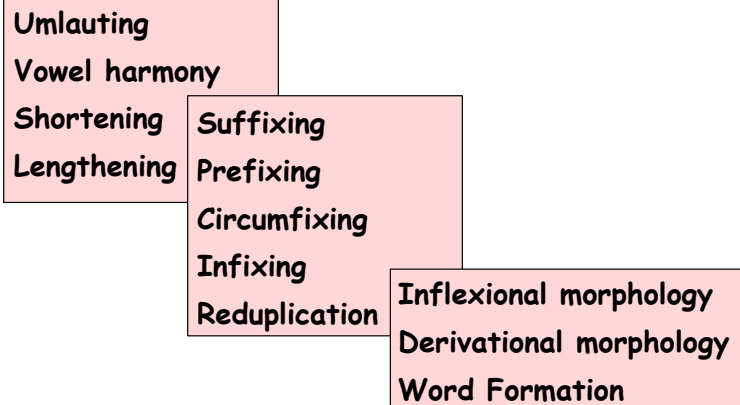 Umlauting
Vowel harmony
Shortening
Lengthening
Suffixing
Prefixing
Circumfixing
Infixing
Reduplication
Inflexional morphology
Derivational morphology
Word Formation